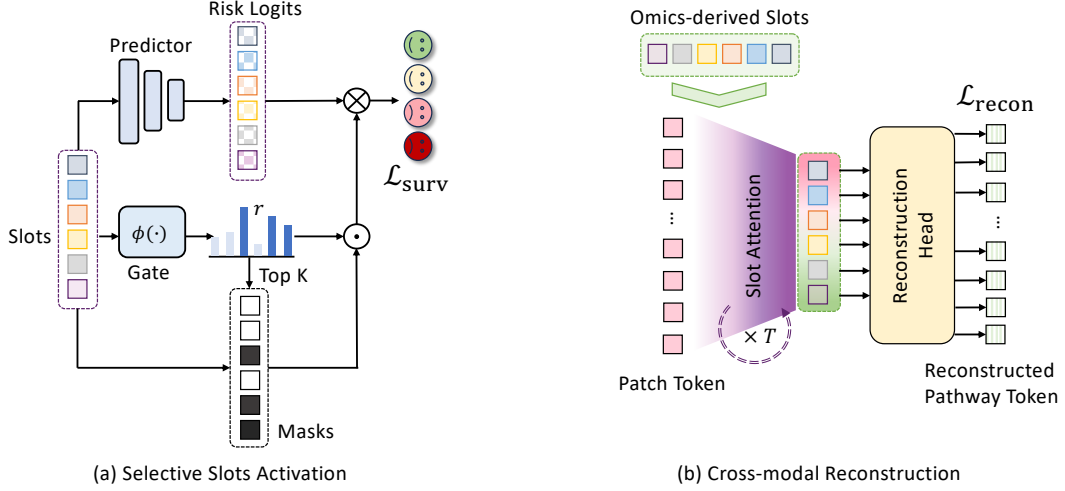 Risk Logits
Predictor
ℒsurv
Slots
ϕ(·)
r
Gate
Top K
Masks
(a) Selective Slots Activation
Omics-derived Slots
ℒrecon
...
Slot Attention
× T
Reconstruction
Head
...
Patch Token
Reconstructed
Pathway Token
(b) Cross-modal Reconstruction